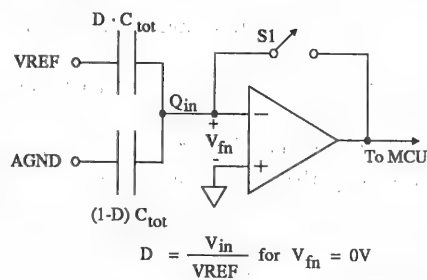 D · C_tot
S1
VREF
Q_in
−
+
V_fn
-
+
AGND
To MCU
(1-D) C_tot
D = V_in / VREF for V_fn = 0V